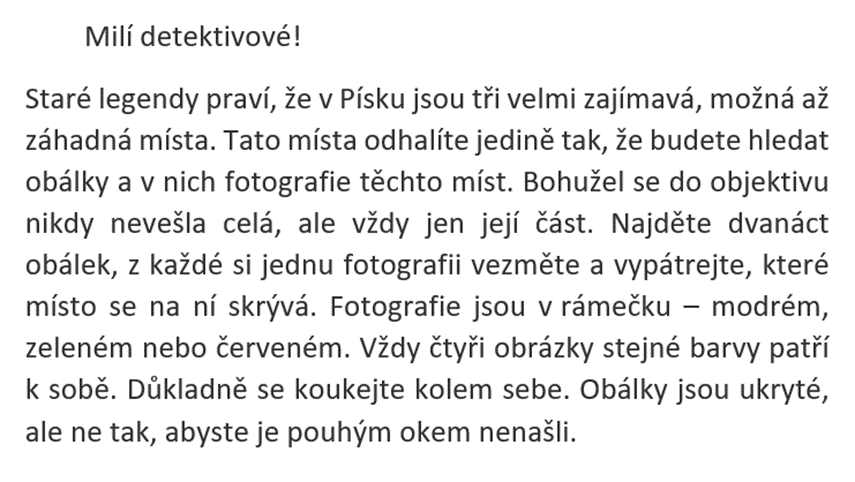 Milí detektivové!
Staré legendy praví, že v Písku jsou tři velmi zajímavá, možná až
záhadná místa. Tato místa odhalíte jedině tak, že budete hledat
obálky a v nich fotografie těchto míst. Bohužel se do objektivu
nikdy nevešla celá, ale vždy jen její část. Najděte dvanáct
obálek, z každé si jednu fotografii vezměte a vypátrejte, které
místo se na ní skrývá. Fotografie jsou v rámečku – modrém,
zeleném nebo červeném. Vždy čtyři obrázky stejné barvy patří
k sobě. Důkladně se koukejte kolem sebe. Obálky jsou ukryté,
ale ne tak, abyste je pouhým okem nenašli.